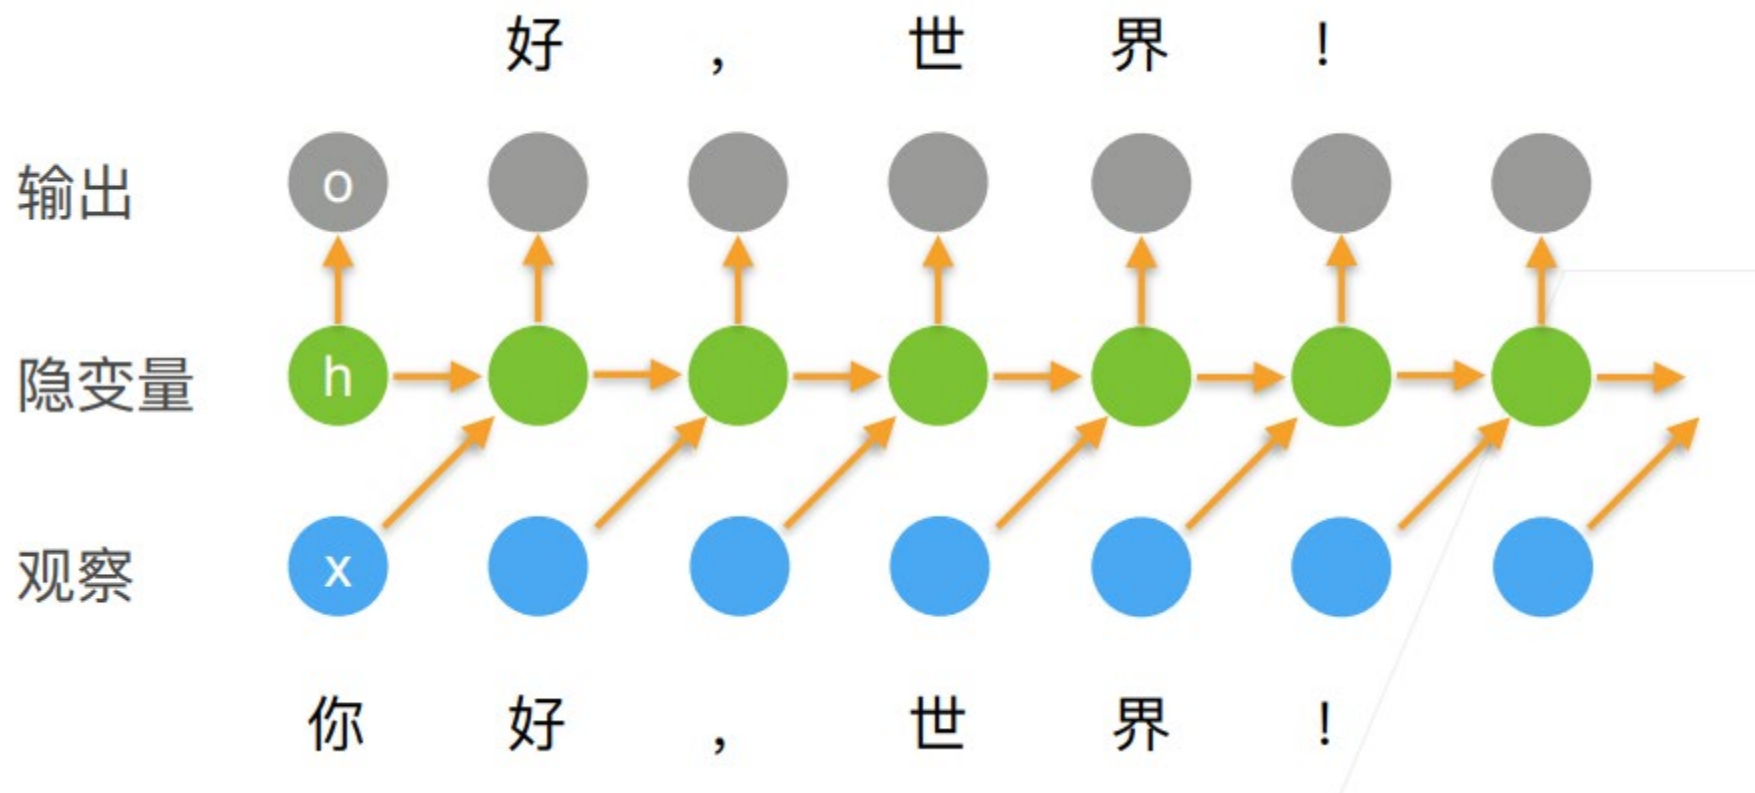 好 , 世 界 !
输出 o
隐变量 h
观察 x
你 好 , 世 界 !